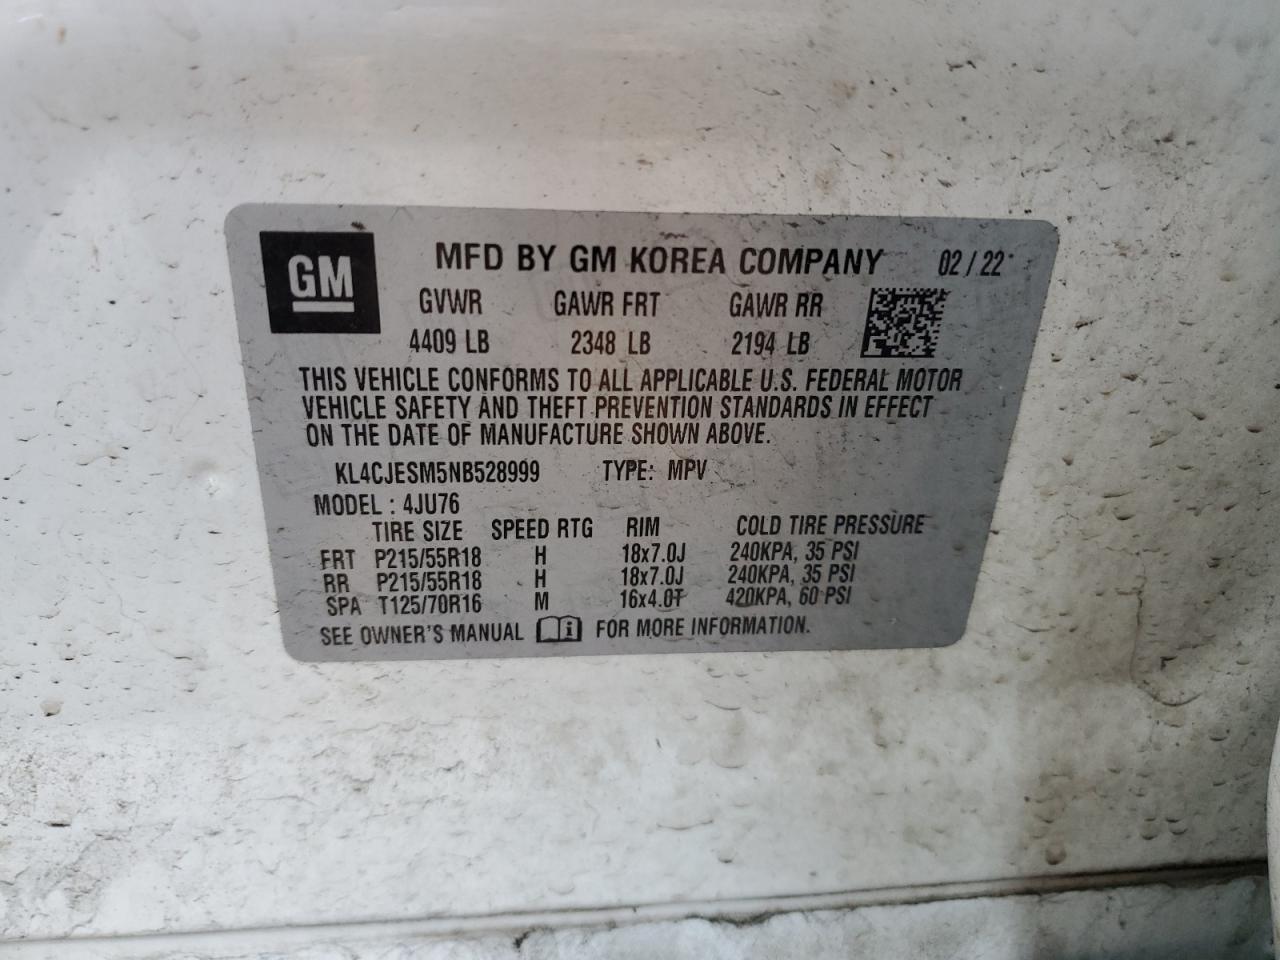 GM
MFD BY GM KOREA COMPANY 02/22
GVWR GAWR FRT GAWR RR
4409 LB 2348 LB 2194 LB
THIS VEHICLE CONFORMS TO ALL APPLICABLE U.S. FEDERAL MOTOR
VEHICLE SAFETY AND THEFT PREVENTION STANDARDS IN EFFECT
ON THE DATE OF MANUFACTURE SHOWN ABOVE.
KL4CJESM5NB528999 TYPE: MPV
MODEL : 4JU76
TIRE SIZE SPEED RTG RIM COLD TIRE PRESSURE
FRT P215/55R18 H 18x7.0J 240KPA, 35 PSI
RR P215/55R18 H 18x7.0J 240KPA, 35 PSI
SPA T125/70R16 M 16x4.0T 420KPA, 60 PSI
SEE OWNER'S MANUAL FOR MORE INFORMATION.